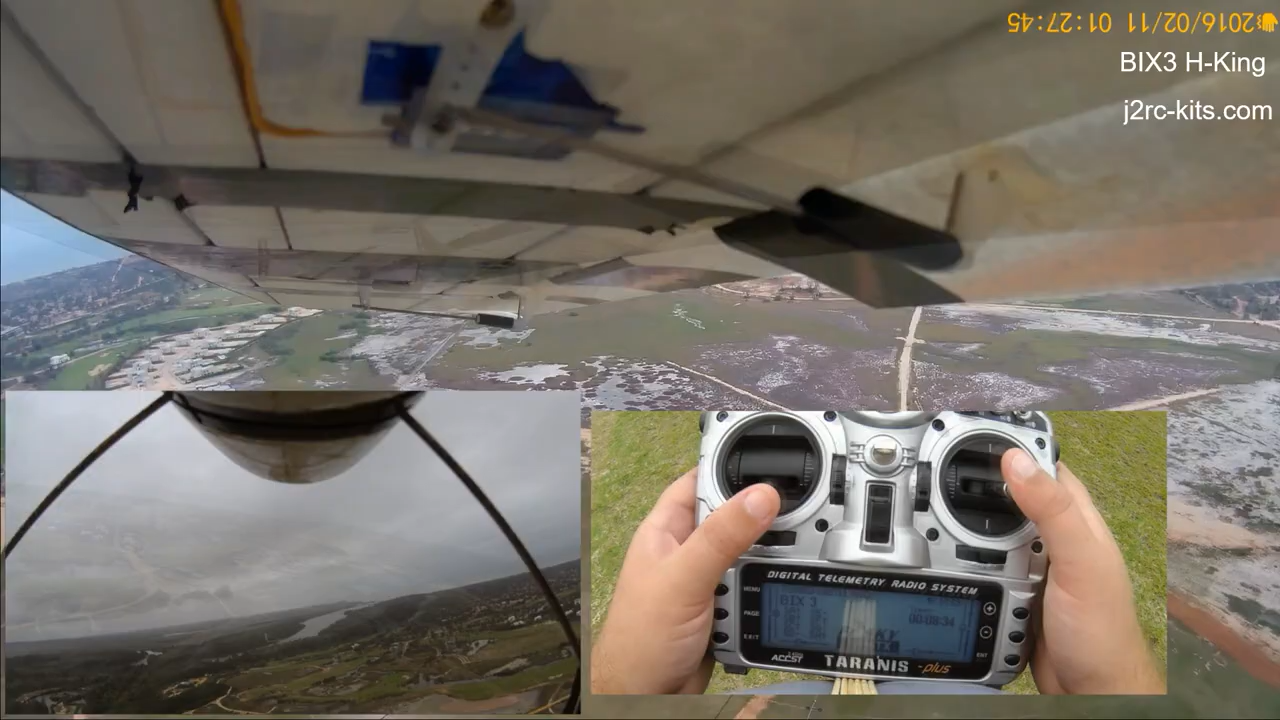 2016/02/11 01:27:45
BIX3 H-King
j2rc-kits.com
DIGITAL TELEMETRY RADIO SYSTEM
MENU
PAGE
EXIT
BIX 3
00:08:34
ENT
ACCST
TARANIS -plus